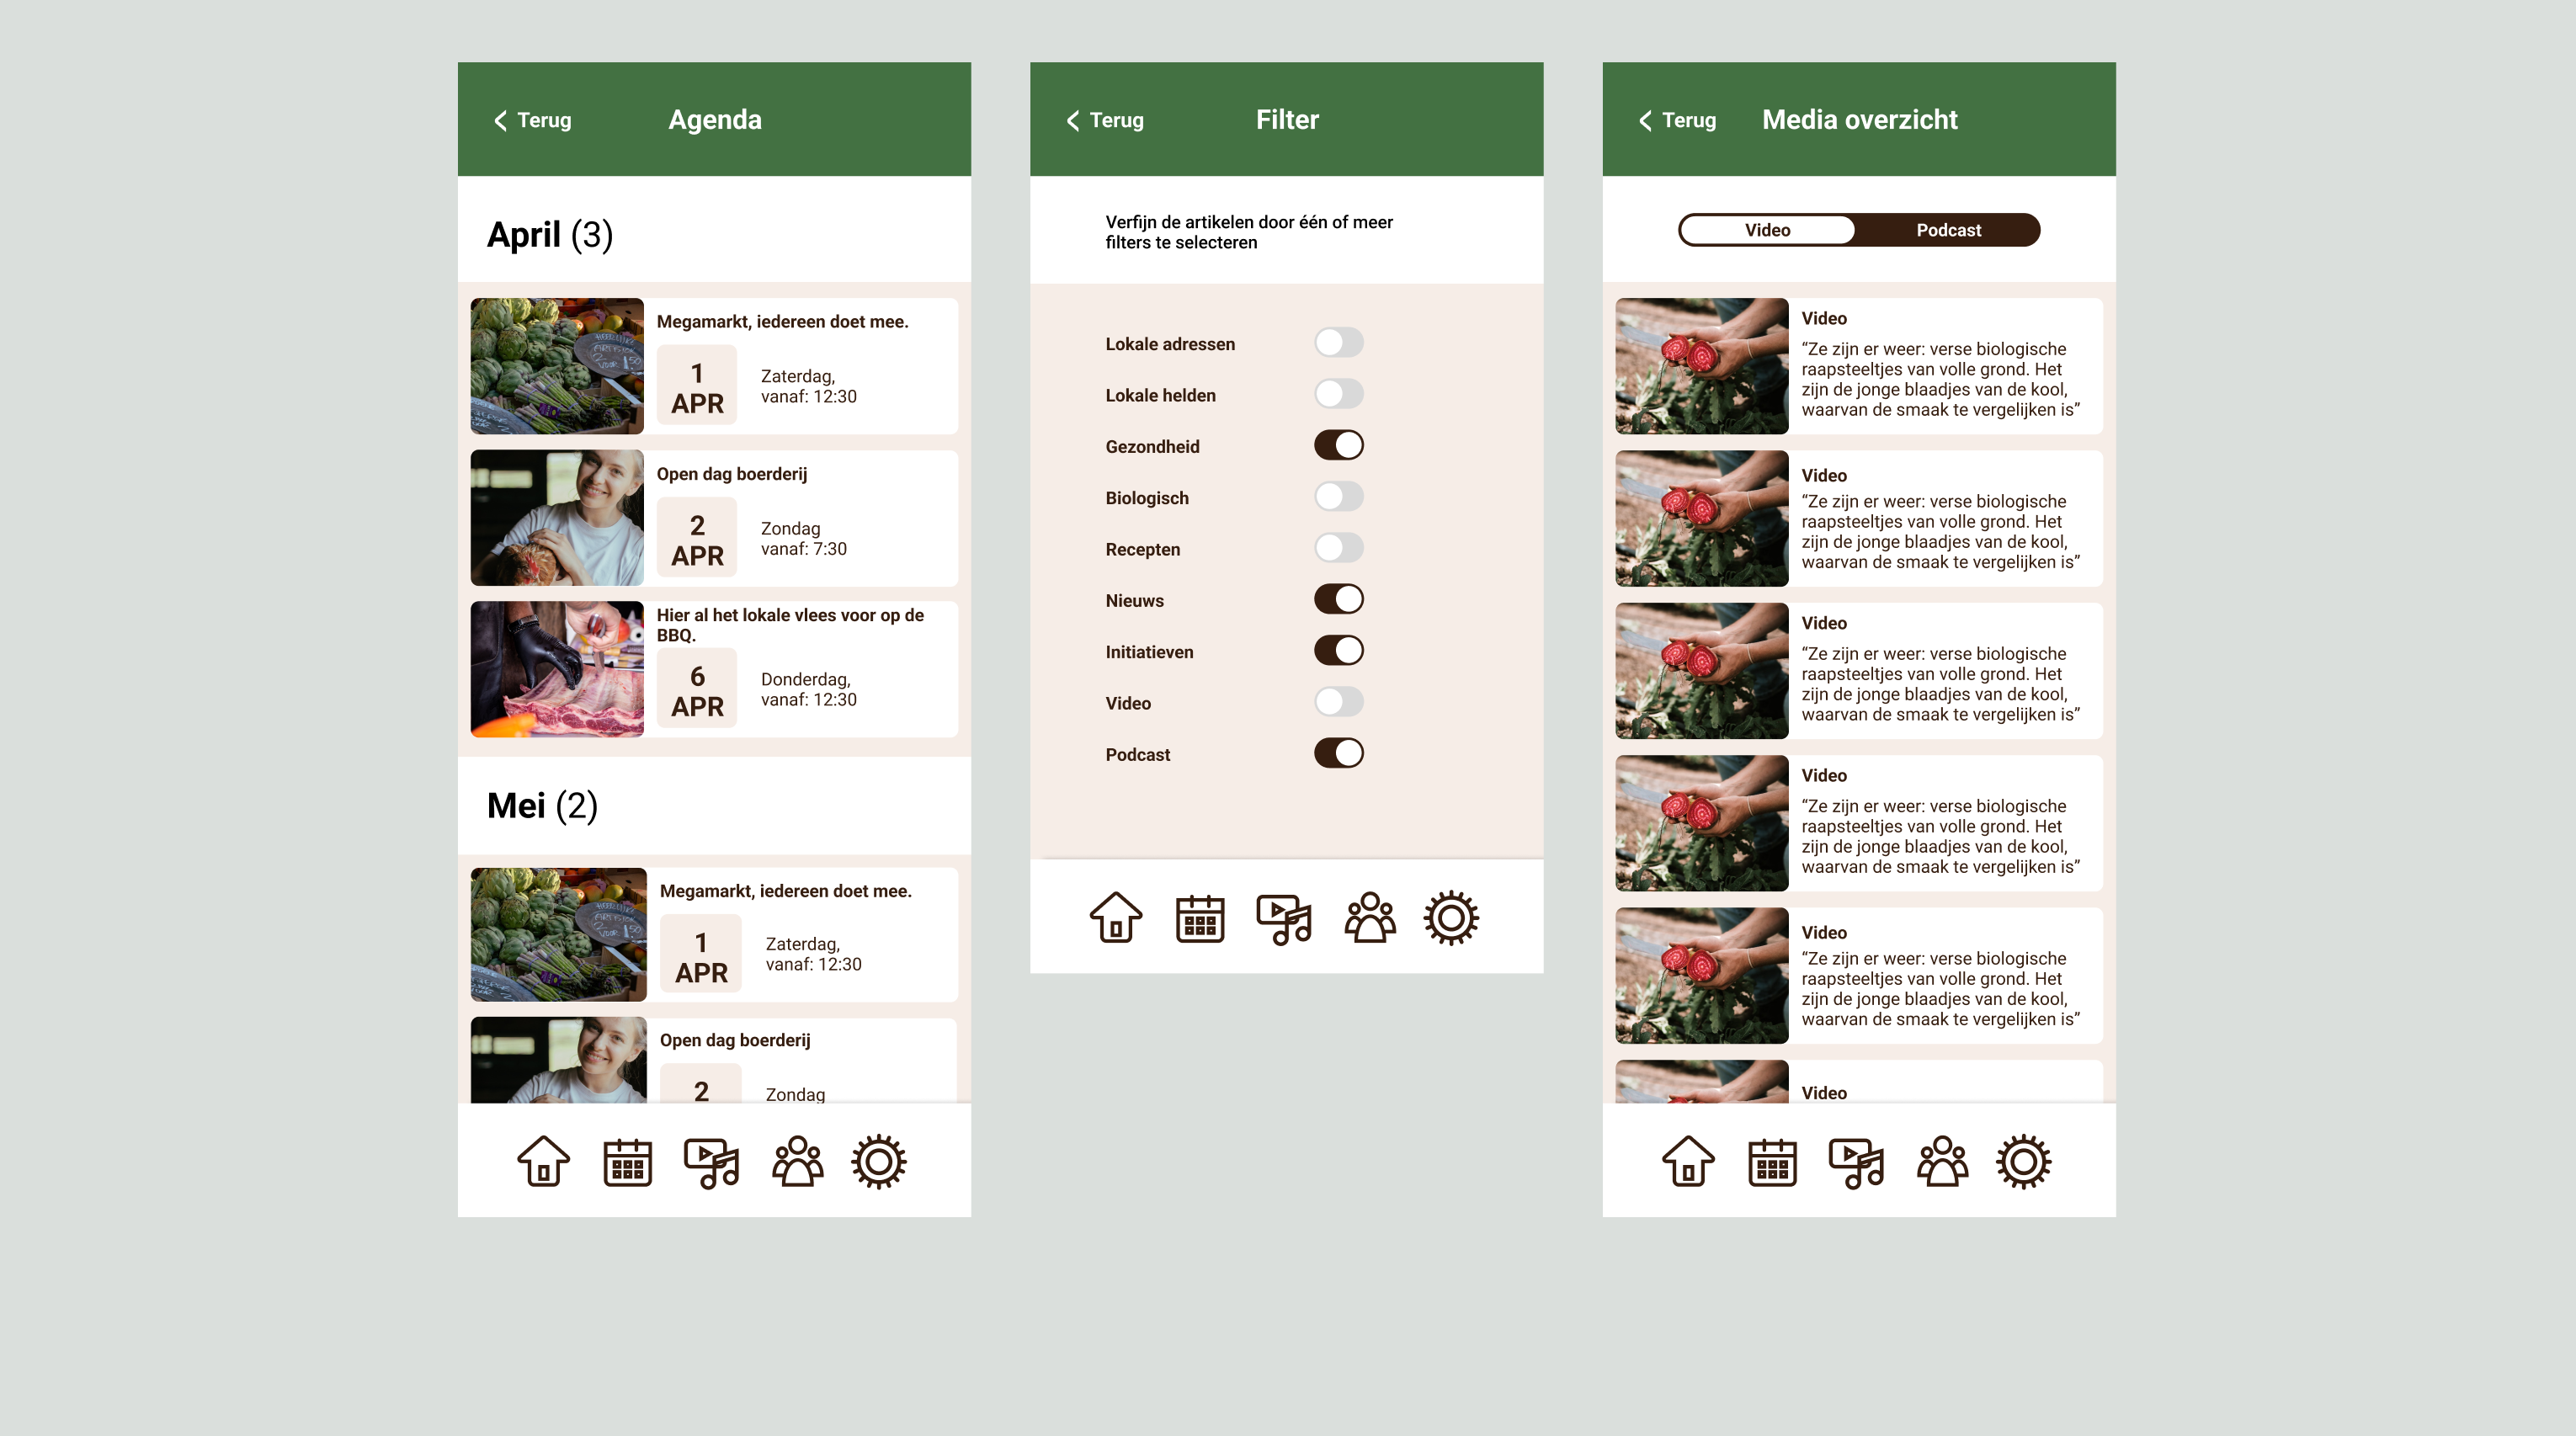 Terug
Agenda
April (3)
Megamarkt, iedereen doet mee.
1
APR
Zaterdag,
vanaf: 12:30
Open dag boerderij
2
APR
Zondag
vanaf: 7:30
Hier al het lokale vlees voor op de
BBQ.
6
APR
Donderdag,
vanaf: 12:30
Mei (2)
Megamarkt, iedereen doet mee.
1
APR
Zaterdag,
vanaf: 12:30
Open dag boerderij
2
Zondag
Terug
Filter
Verfijn de artikelen door één of meer
filters te selecteren
Lokale adressen
Lokale helden
Gezondheid
Biologisch
Recepten
Nieuws
Initiatieven
Video
Podcast
Terug
Media overzicht
Video
Podcast
Video
“Ze zijn er weer: verse biologische
raapsteeltjes van volle grond. Het
zijn de jonge blaadjes van de kool,
waarvan de smaak te vergelijken is”
Video
“Ze zijn er weer: verse biologische
raapsteeltjes van volle grond. Het
zijn de jonge blaadjes van de kool,
waarvan de smaak te vergelijken is”
Video
“Ze zijn er weer: verse biologische
raapsteeltjes van volle grond. Het
zijn de jonge blaadjes van de kool,
waarvan de smaak te vergelijken is”
Video
“Ze zijn er weer: verse biologische
raapsteeltjes van volle grond. Het
zijn de jonge blaadjes van de kool,
waarvan de smaak te vergelijken is”
Video
“Ze zijn er weer: verse biologische
raapsteeltjes van volle grond. Het
zijn de jonge blaadjes van de kool,
waarvan de smaak te vergelijken is”
Video